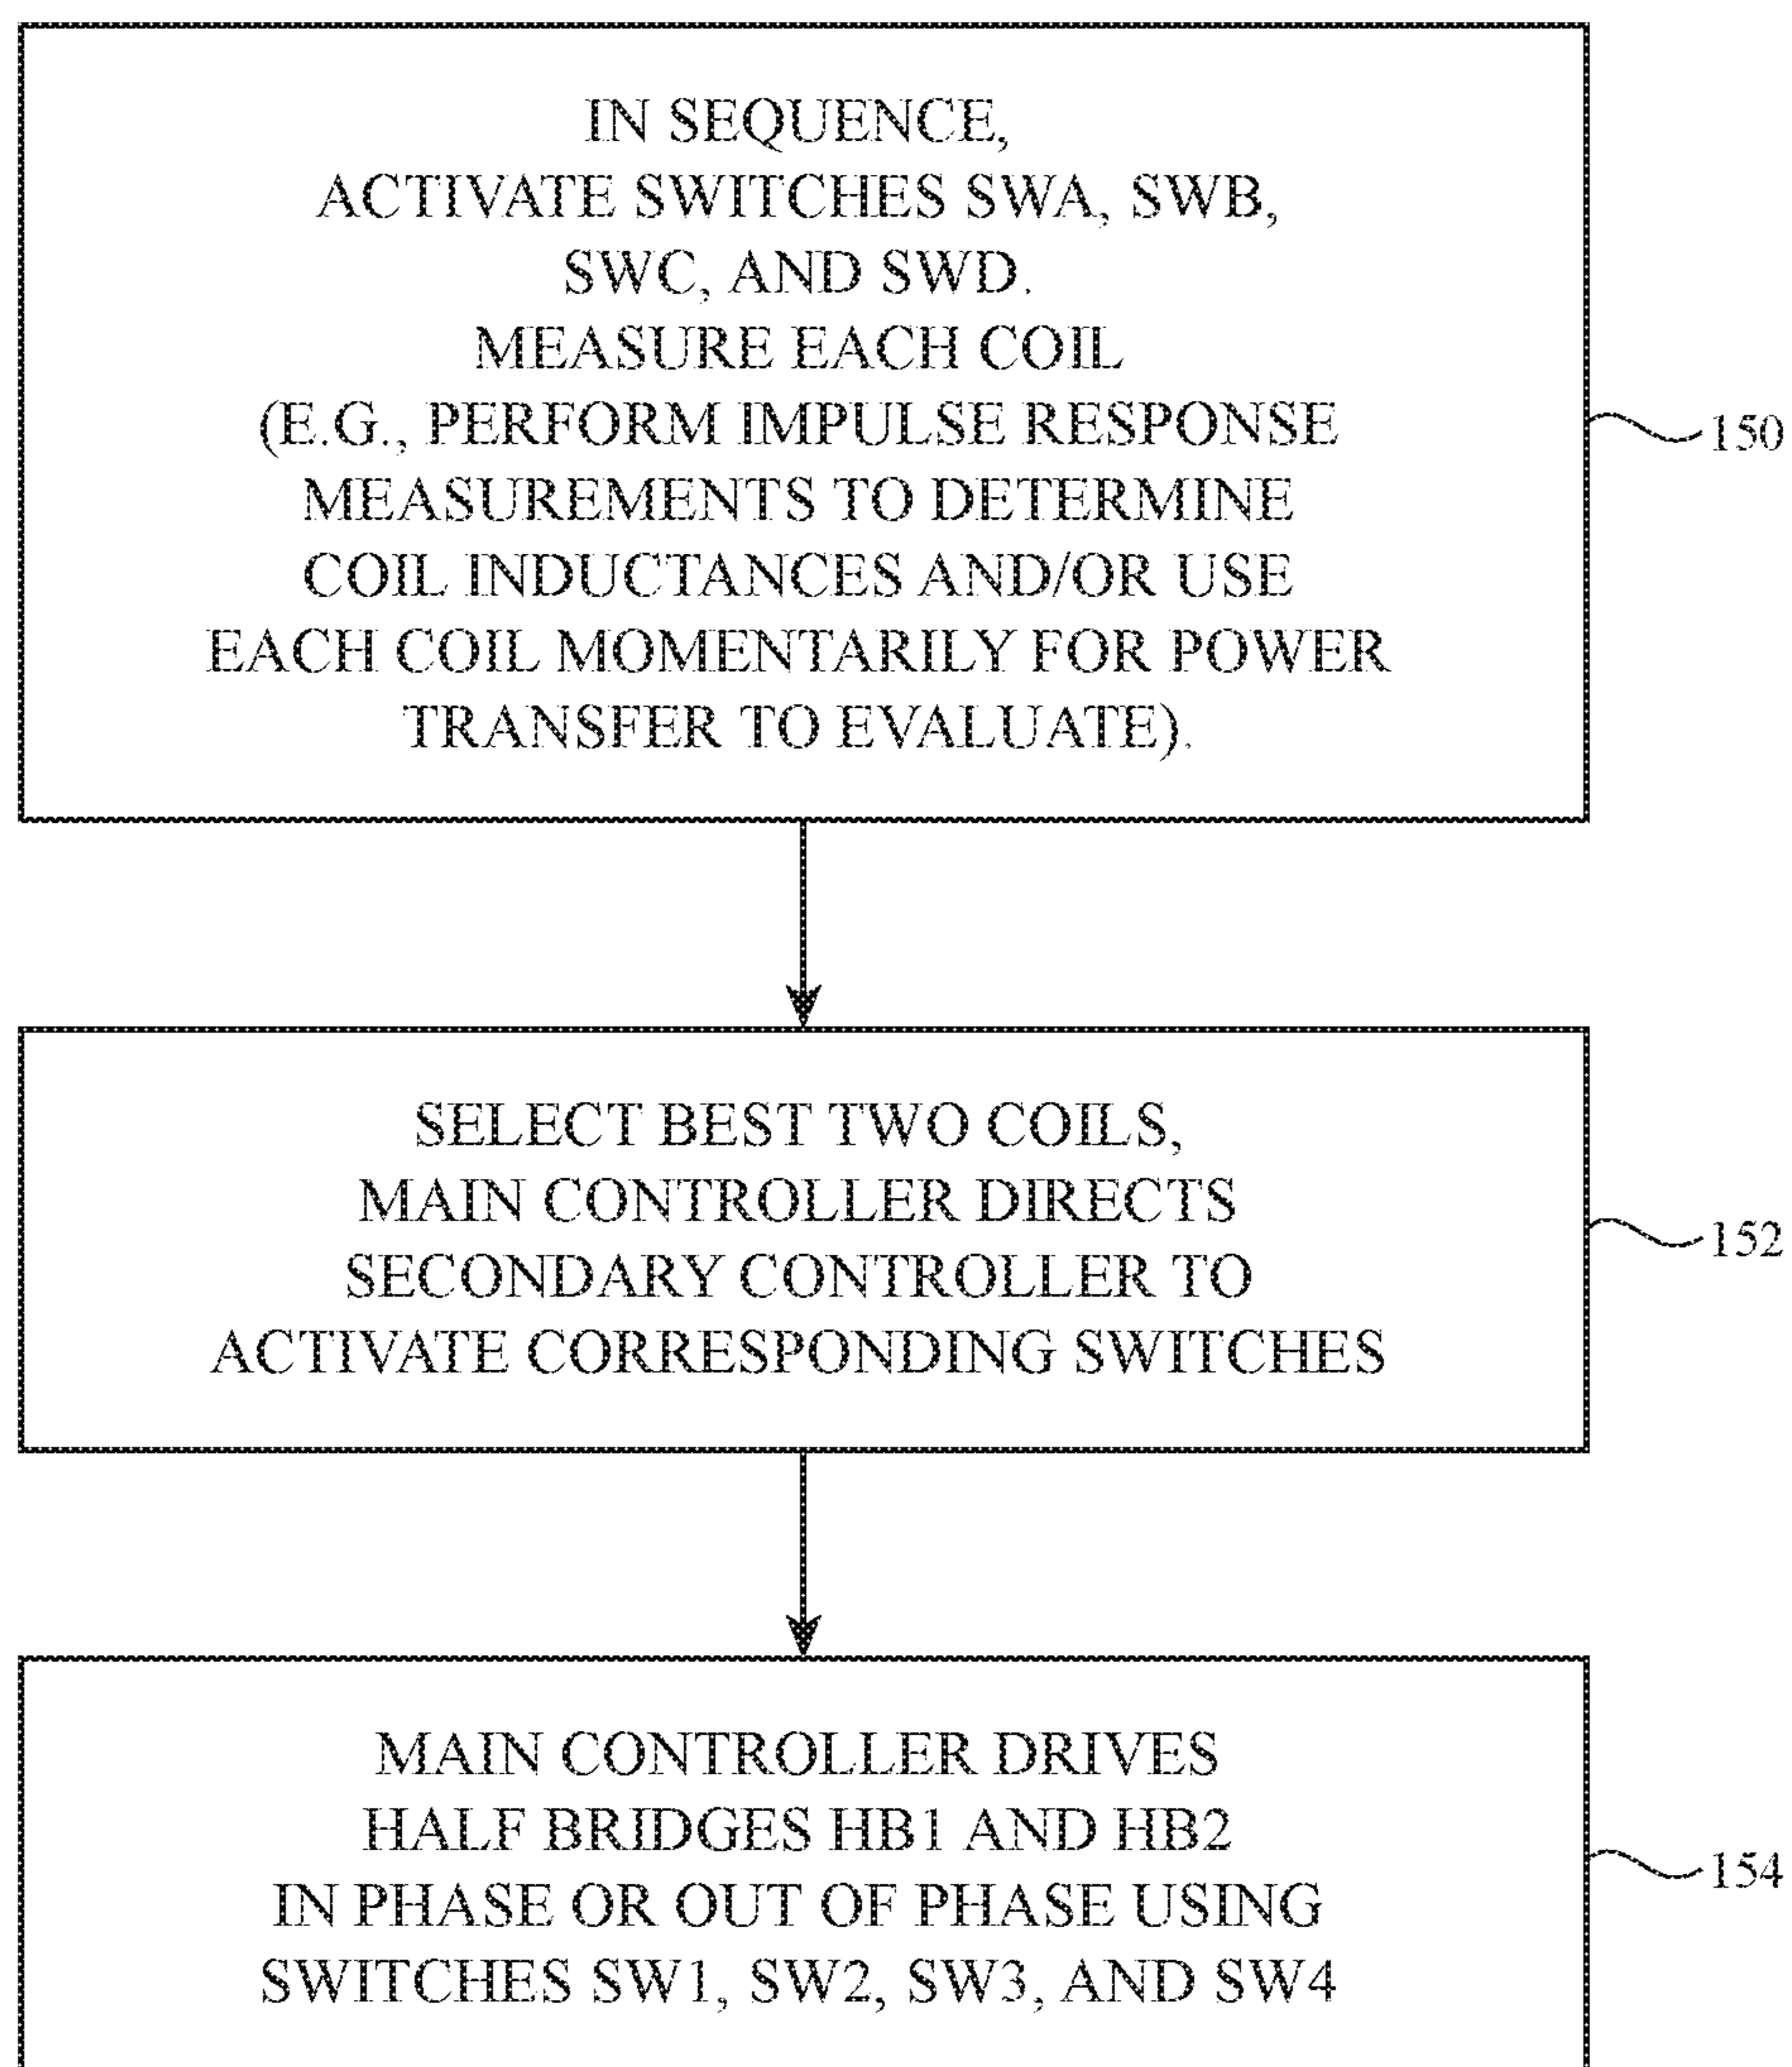 IN SEQUENCE,
ACTIVATE SWITCHES SWA, SWB,
SWC, AND SWD.
MEASURE EACH COIL
(E.G., PERFORM IMPULSE RESPONSE
MEASUREMENTS TO DETERMINE
COIL INDUCTANCES AND/OR USE
EACH COIL MOMENTARILY FOR POWER
TRANSFER TO EVALUATE).
150
SELECT BEST TWO COILS,
MAIN CONTROLLER DIRECTS
SECONDARY CONTROLLER TO
ACTIVATE CORRESPONDING SWITCHES
152
MAIN CONTROLLER DRIVES
HALF BRIDGES HB1 AND HB2
IN PHASE OR OUT OF PHASE USING
SWITCHES SW1, SW2, SW3, AND SW4
154